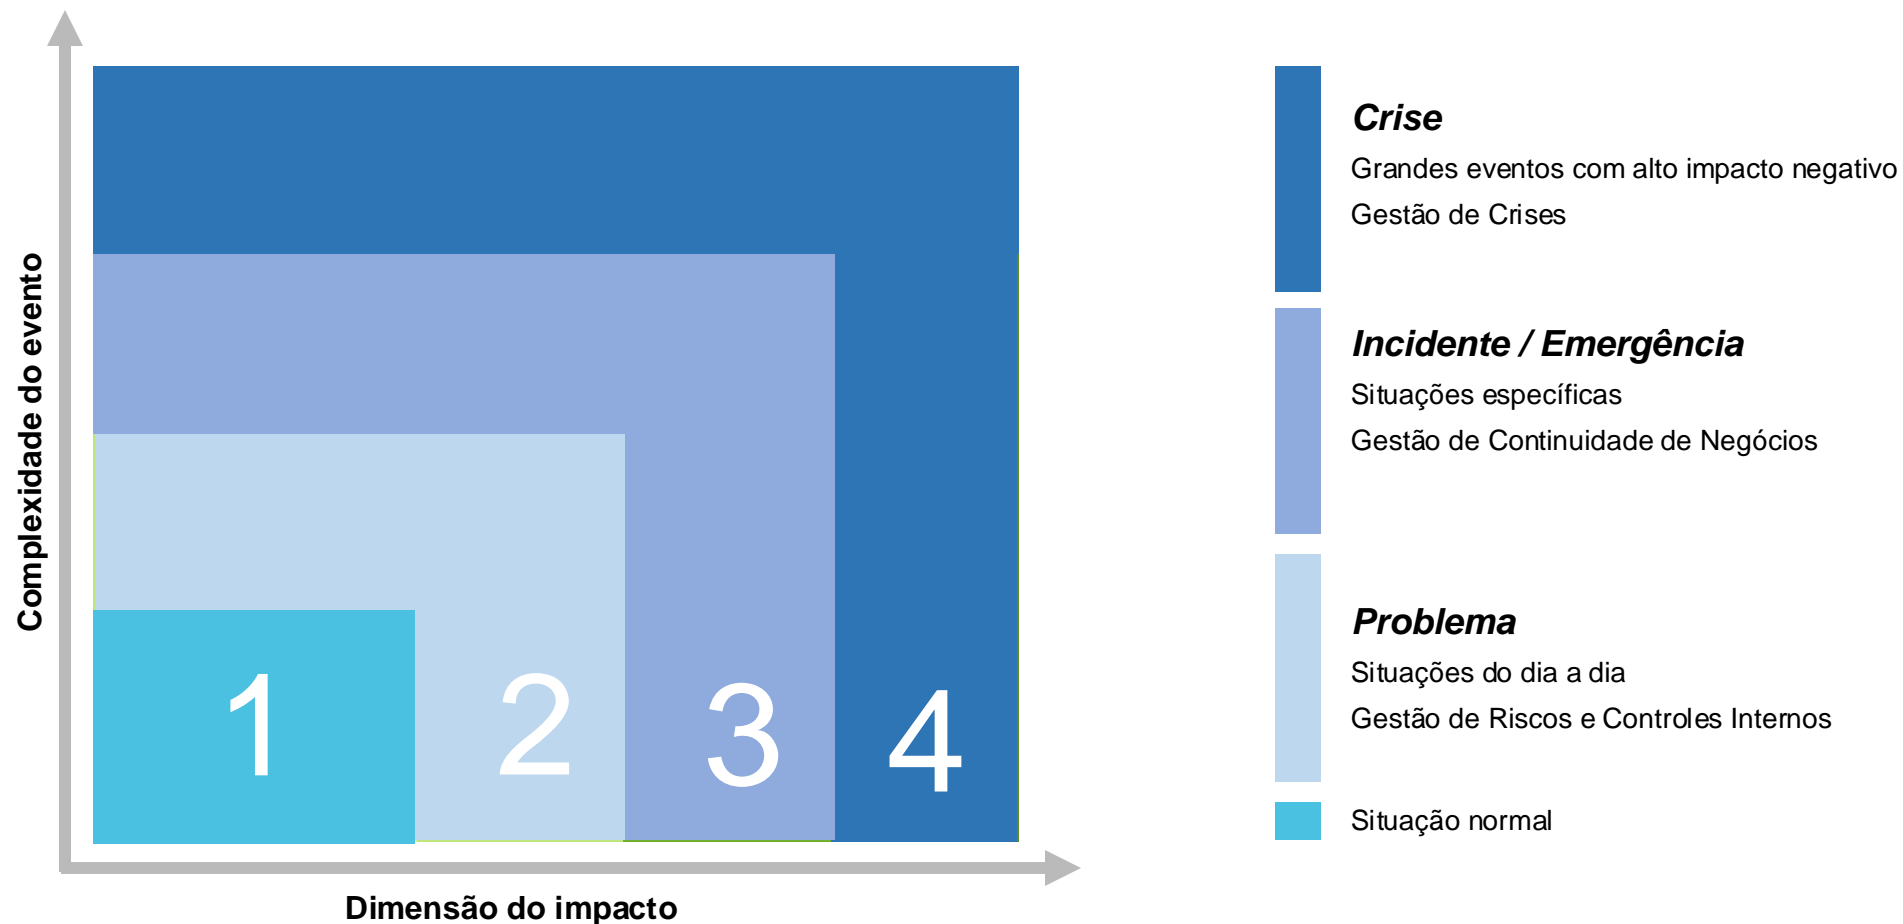 Complexidade do evento
1
2
3
4
Dimensão do impacto
Crise
Grandes eventos com alto impacto negativo
Gestão de Crises
Incidente / Emergência
Situações específicas
Gestão de Continuidade de Negócios
Problema
Situações do dia a dia
Gestão de Riscos e Controles Internos
Situação normal